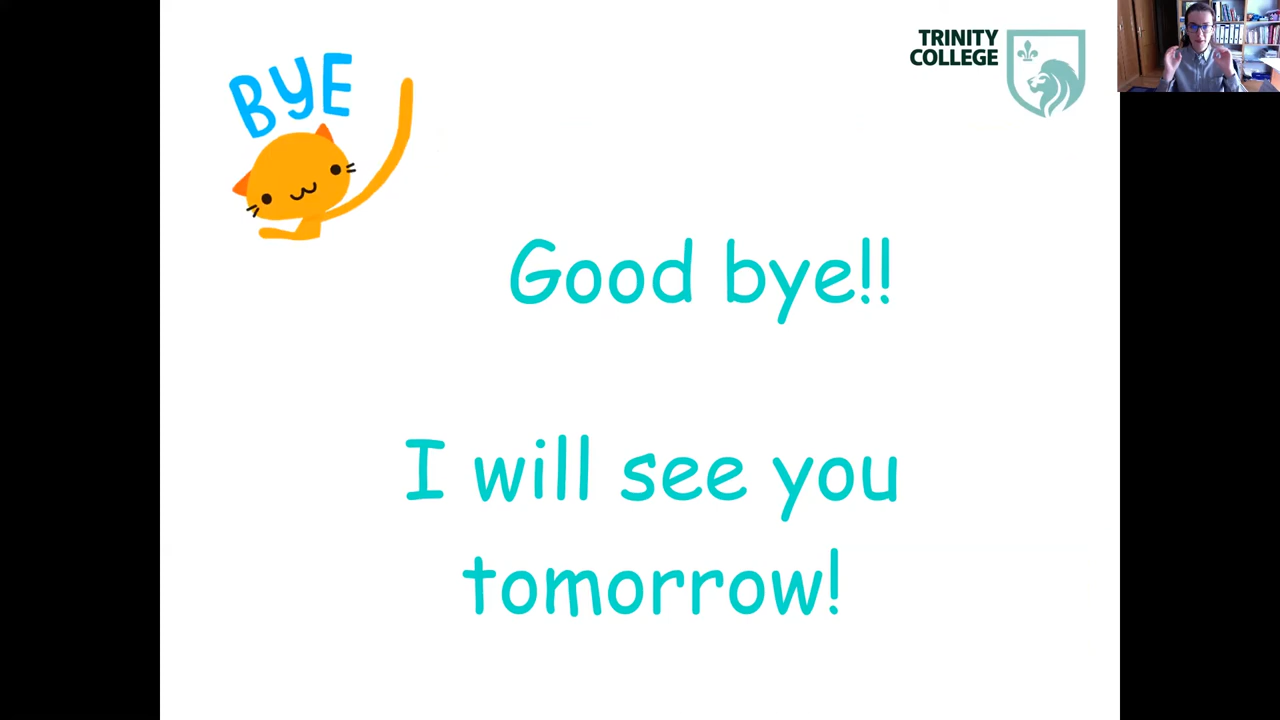 BYE
TRINITY
COLLEGE
Good bye!!
I will see you
tomorrow!